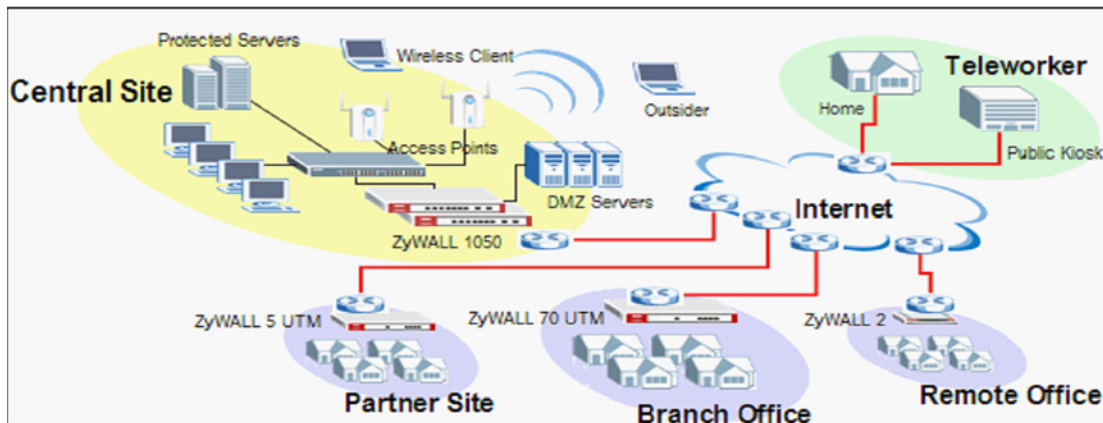 Protected Servers
Wireless Client
Teleworker
Central Site
Home
Outsider
Access Points
Public Kiosk
DMZ Servers
Internet
ZyWALL 1050
ZyWALL 5 UTM
ZyWALL 70 UTM
ZyWALL 2
Partner Site
Branch Office
Remote Office